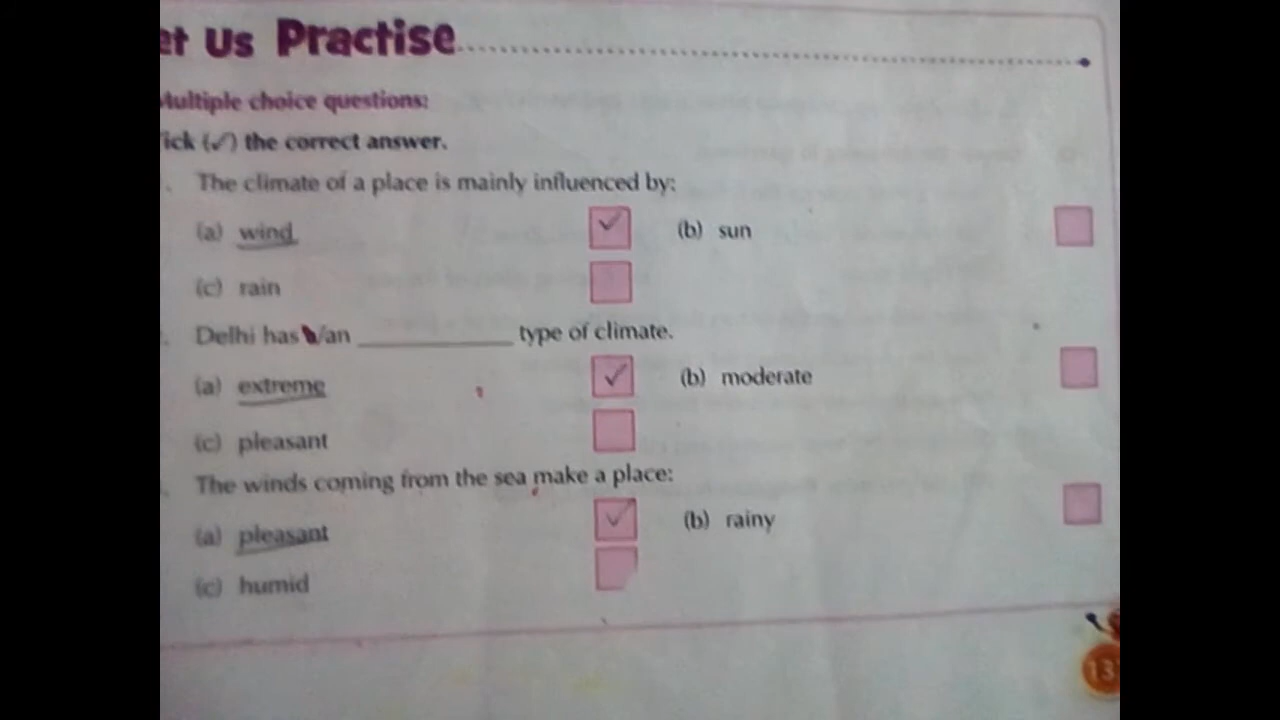 et Us Practise
Multiple choice questions:
Tick (✓) the correct answer.
. The climate of a place is mainly influenced by:
(a) wind ✓ (b) sun
(c) rain
. Delhi has a/an ____________ type of climate.
(a) extreme ✓ (b) moderate
(c) pleasant
. The winds coming from the sea make a place:
(a) pleasant ✓ (b) rainy
(c) humid
13